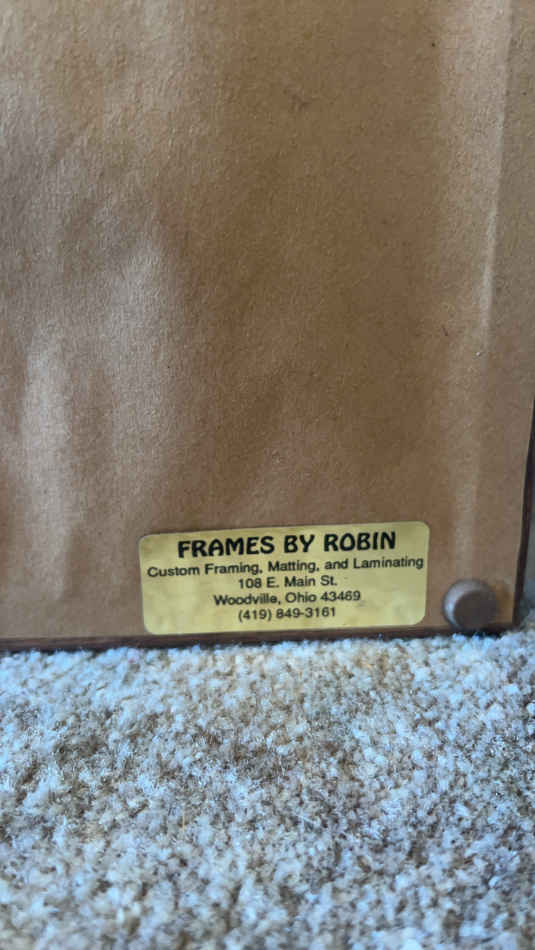 FRAMES BY ROBIN
Custom Framing, Matting, and Laminating
108 E. Main St.
Woodville, Ohio 43469
(419) 849-3161